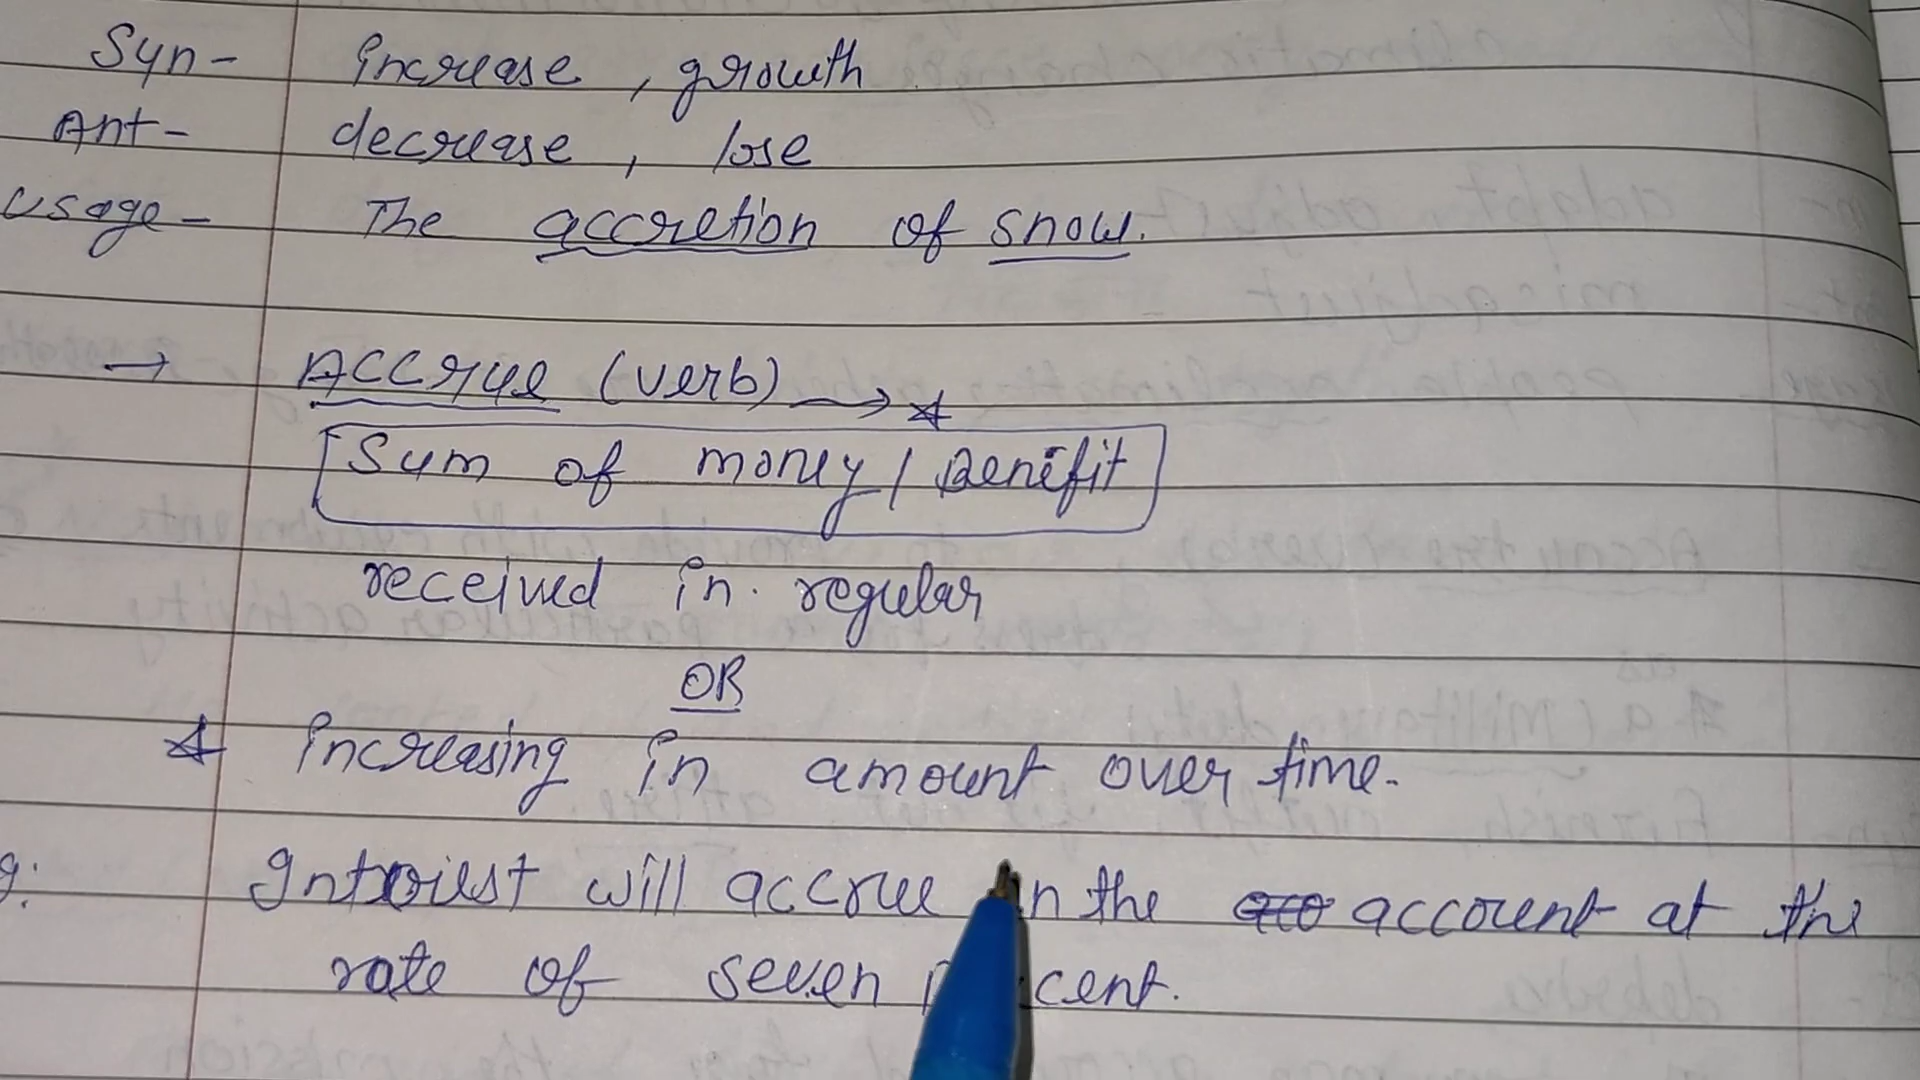 Syn- increase, growth
Ant- decrease, lose
Usage- The accretion of snow.
→ Accrue (verb) →
Sum of money / Benefit
received in regular
OR
increasing in amount over time.
g: Interest will accrue in the account at the
rate of seven cent.